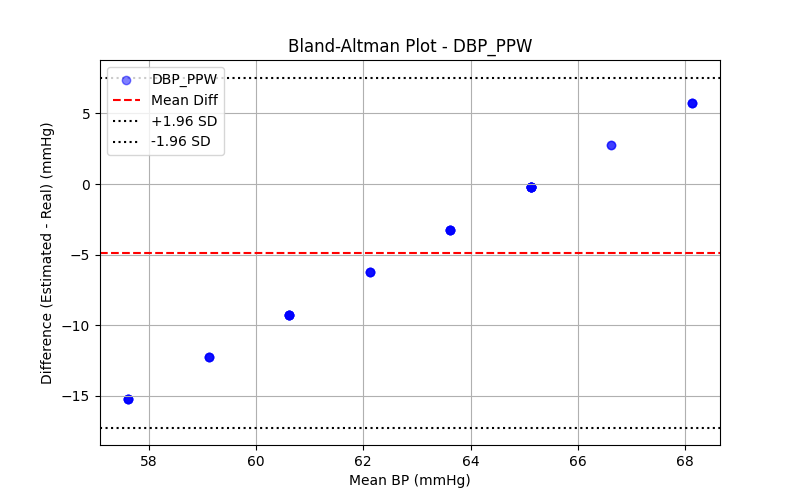 Bland-Altman Plot - DBP_PPW
DBP_PPW
Mean Diff
+1.96 SD
-1.96 SD
Difference (Estimated - Real) (mmHg)
5
0
−5
−10
−15
58 60 62 64 66 68
Mean BP (mmHg)